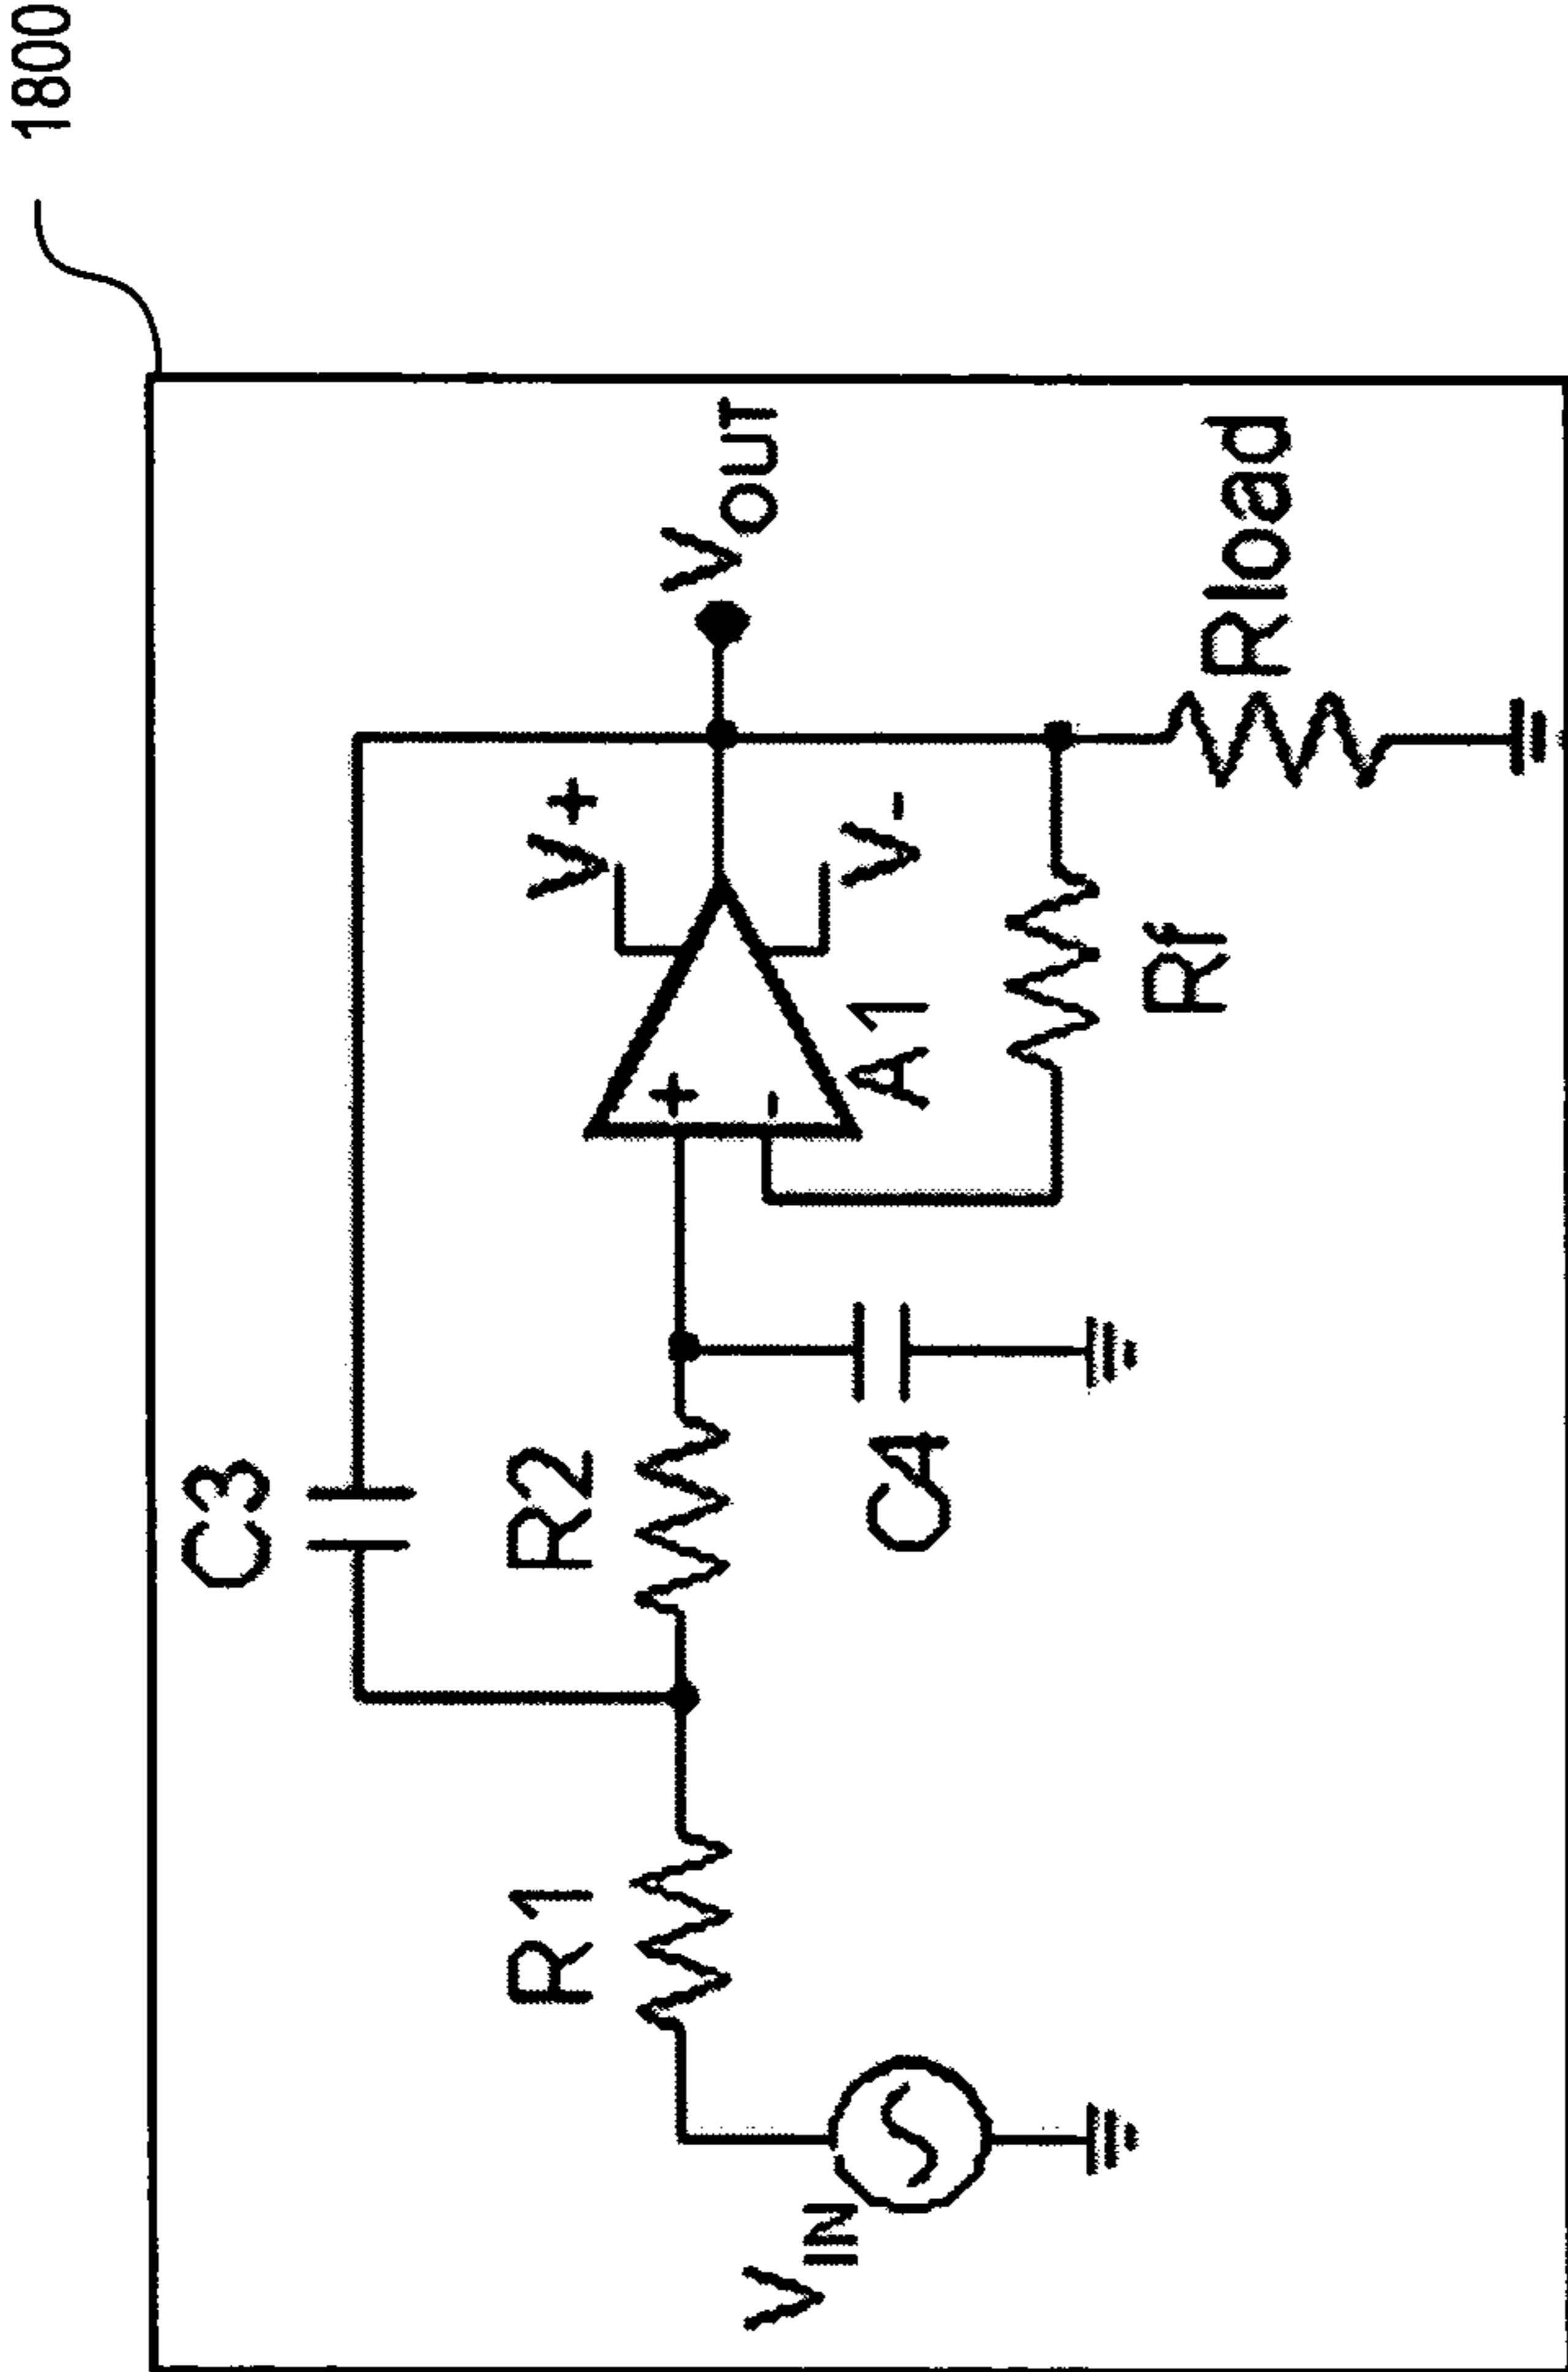 1800
C3
R1
R2
V+
VOUT
+
-
V-
A1
C4
VIN
Rf
Rload